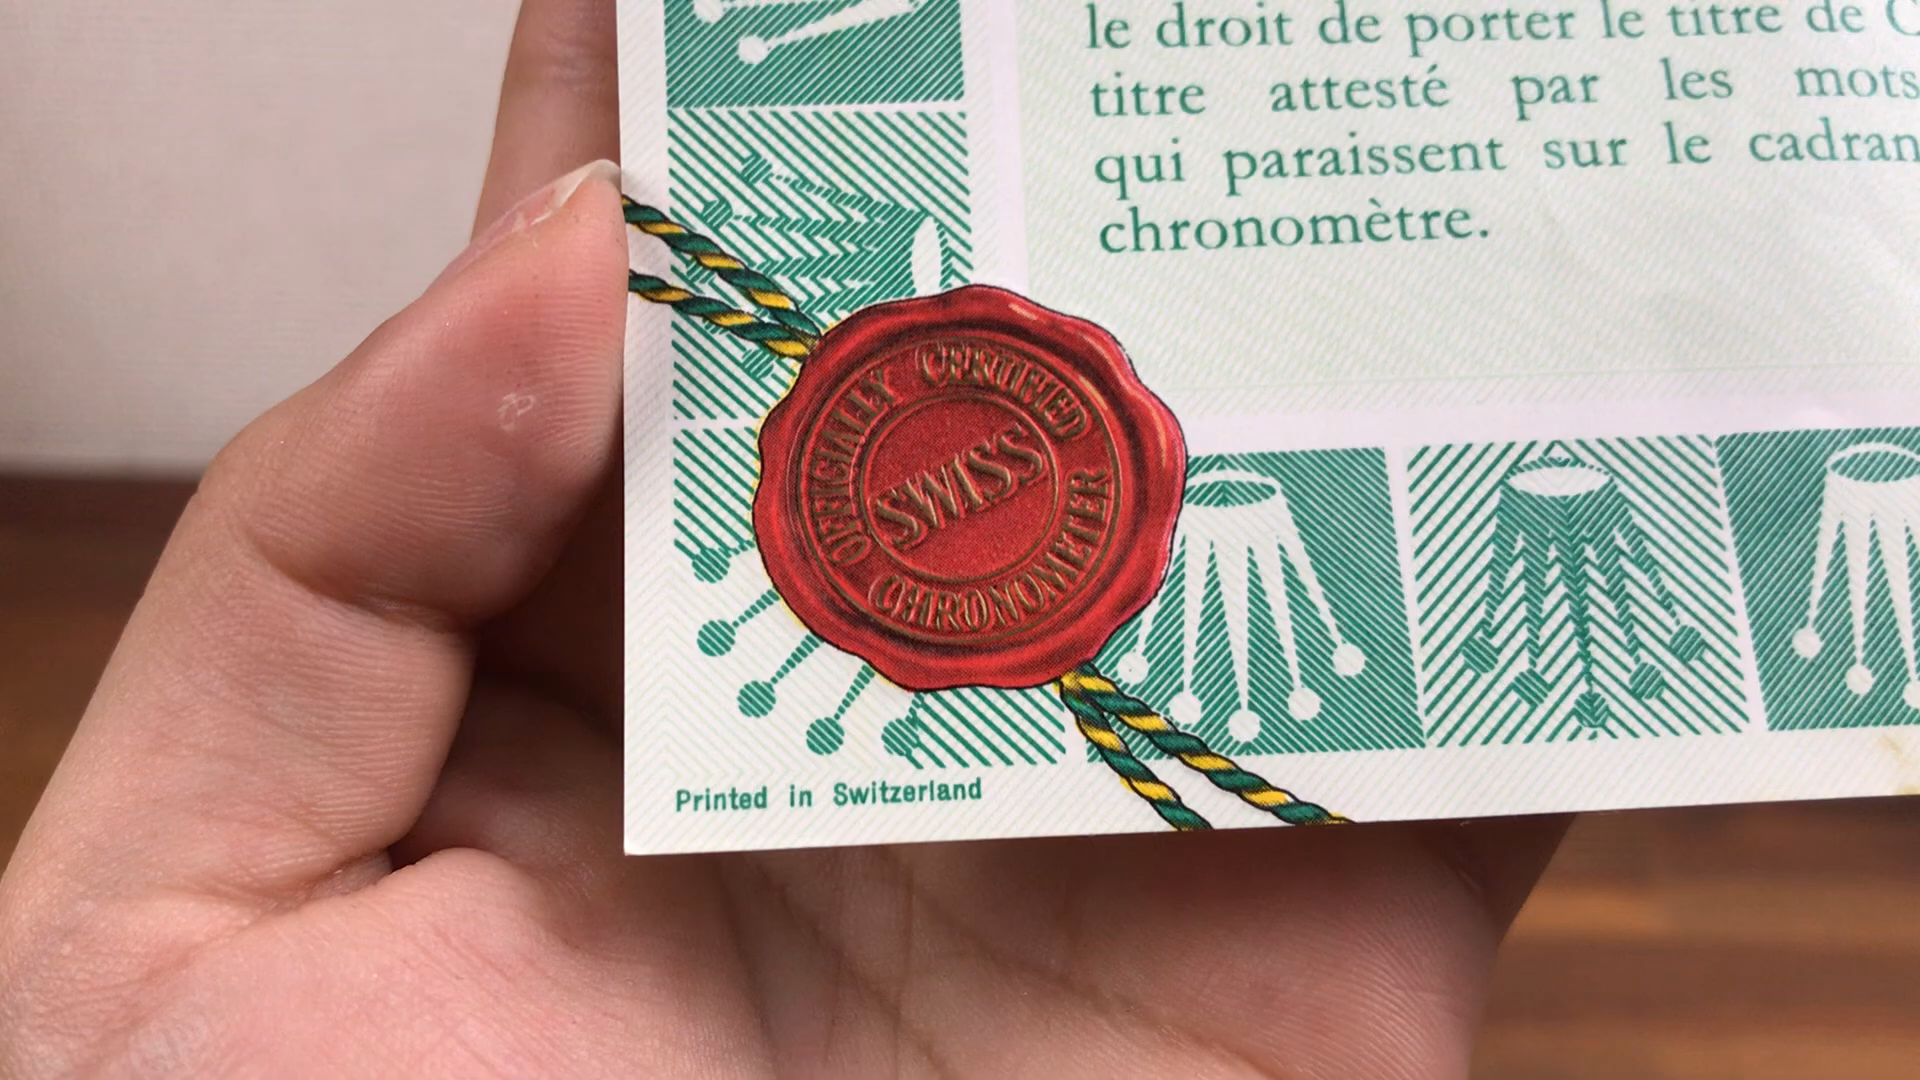 le droit de porter le titre de C
titre attesté par les mots
qui paraissent sur le cadran
chronomètre.
OFFICIALLY CERTIFIED
SWISS
CHRONOMETER
Printed in Switzerland